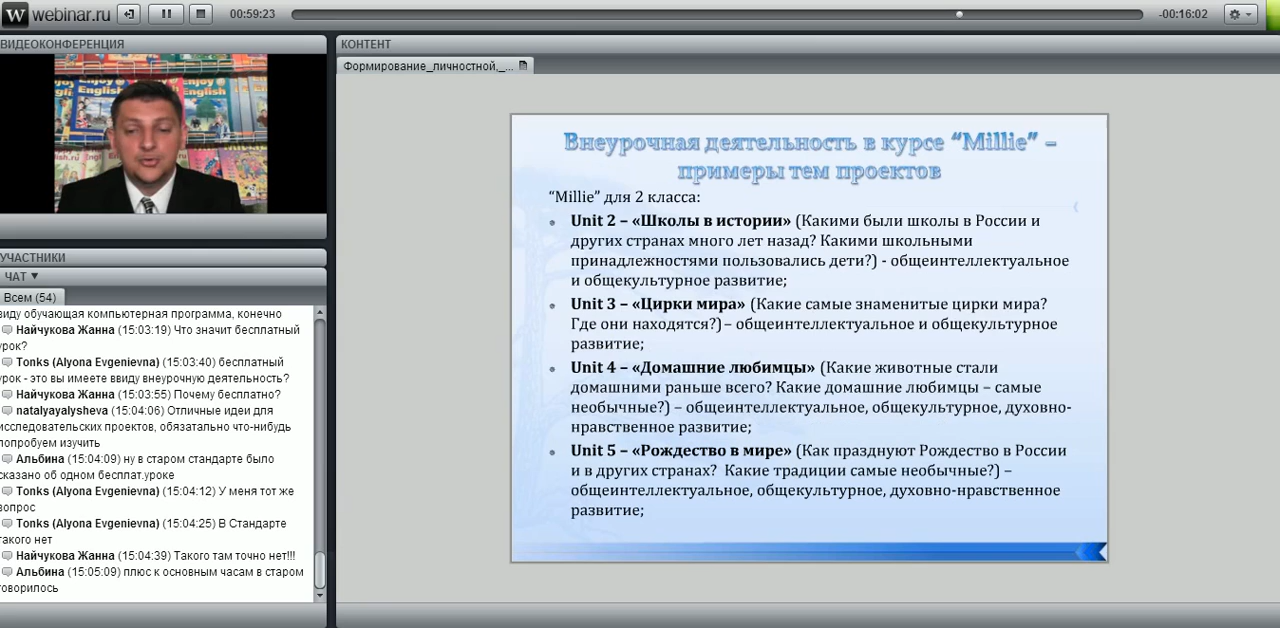 W webinar.ru
00:59:23
-00:16:02
ВИДЕОКОНФЕРЕНЦИЯ
Enjoy
English
Enjoy
English
УЧАСТНИКИ
ЧАТ
Всем (54)
виду обучающая компьютерная программа, конечно
Найчукова Жанна (15:03:19) Что значит бесплатный
урок?
Tonks (Alyona Evgenievna) (15:03:40) бесплатный
урок - это вы имеете ввиду внеурочную деятельность?
Найчукова Жанна (15:03:55) Почему бесплатно?
natalyayalysheva (15:04:06) Отличные идеи для
исследовательских проектов, обязатально что-нибудь
попробуем изучить
Альбина (15:04:09) ну в старом стандарте было
сказано об одном бесплат.уроке
Tonks (Alyona Evgenievna) (15:04:12) У меня тот же
вопрос
Tonks (Alyona Evgenievna) (15:04:25) В Стандарте
такого нет
Найчукова Жанна (15:04:39) Такого там точно нет!!!
Альбина (15:05:09) плюс к основным часам в старом
говорилось
КОНТЕНТ
Формирование_личностной,_...
Внеурочная деятельность в курсе “Millie” –
примеры тем проектов
“Millie” для 2 класса:
Unit 2 – «Школы в истории» (Какими были школы в России и
других странах много лет назад? Какими школьными
принадлежностями пользовались дети?) - общеинтеллектуальное
и общекультурное развитие;
Unit 3 – «Цирки мира» (Какие самые знаменитые цирки мира?
Где они находятся?) – общеинтеллектуальное и общекультурное
развитие;
Unit 4 – «Домашние любимцы» (Какие животные стали
домашними раньше всего? Какие домашние любимцы – самые
необычные?) – общеинтеллектуальное, общекультурное, духовно-
нравственное развитие;
Unit 5 – «Рождество в мире» (Как празднуют Рождество в России
и в других странах? Какие традиции самые необычные?) –
общеинтеллектуальное, общекультурное, духовно-нравственное
развитие;